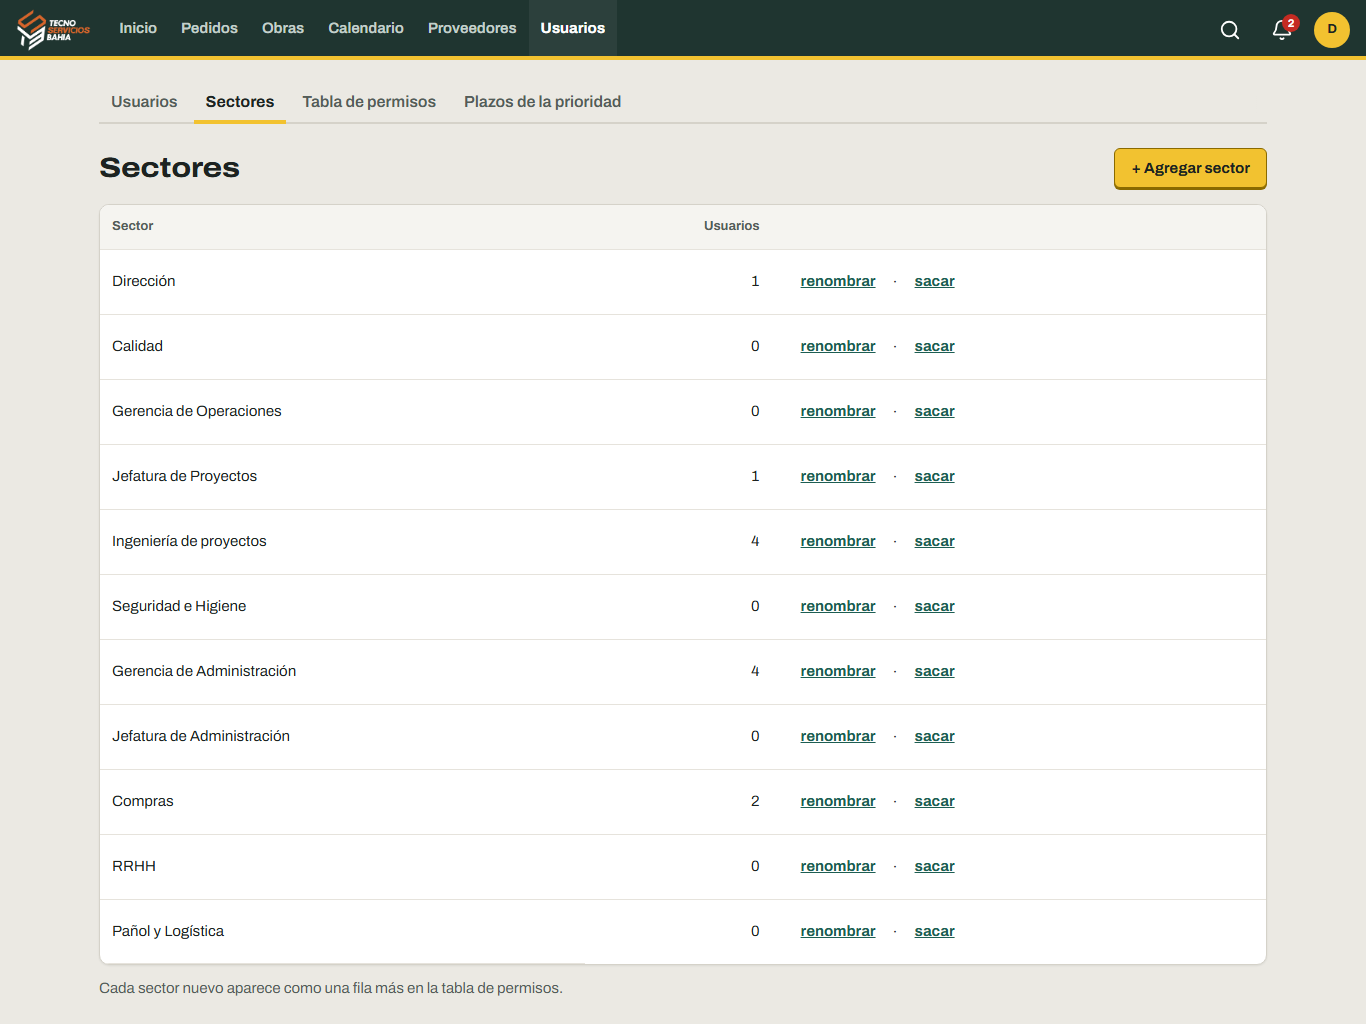 TECNO
SERVICIOS
BAHIA
Inicio Pedidos Obras Calendario Proveedores Usuarios 2 D
Usuarios Sectores Tabla de permisos Plazos de la prioridad
Sectores + Agregar sector
Sector Usuarios
Dirección 1 renombrar · sacar
Calidad 0 renombrar · sacar
Gerencia de Operaciones 0 renombrar · sacar
Jefatura de Proyectos 1 renombrar · sacar
Ingeniería de proyectos 4 renombrar · sacar
Seguridad e Higiene 0 renombrar · sacar
Gerencia de Administración 4 renombrar · sacar
Jefatura de Administración 0 renombrar · sacar
Compras 2 renombrar · sacar
RRHH 0 renombrar · sacar
Pañol y Logística 0 renombrar · sacar
Cada sector nuevo aparece como una fila más en la tabla de permisos.